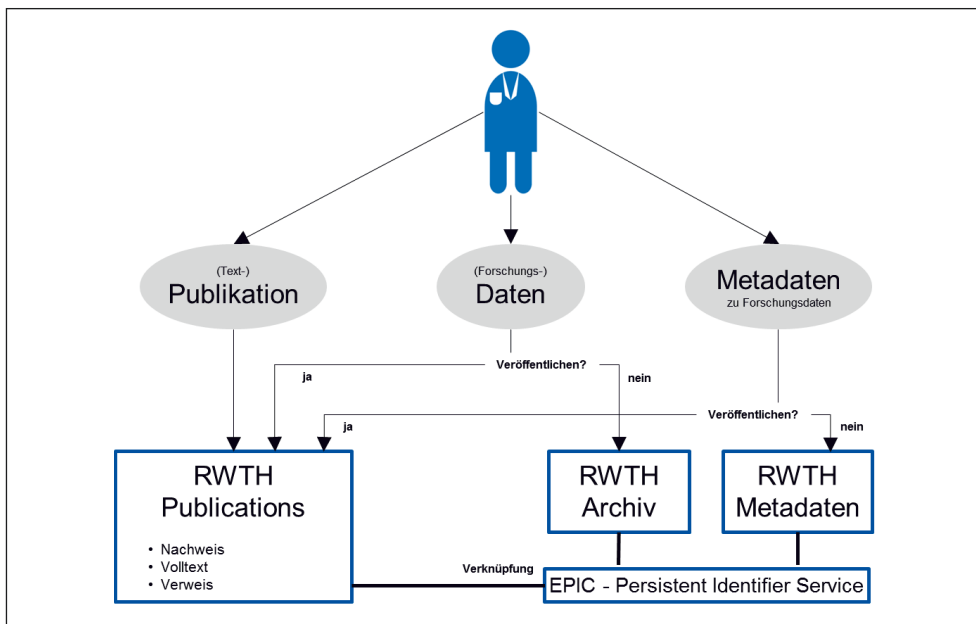 (Text-)
Publikation
(Forschungs-)
Daten
Metadaten
zu Forschungsdaten
Veröffentlichen?
ja
nein
Veröffentlichen?
ja
nein
RWTH
Publications
• Nachweis
• Volltext
• Verweis
RWTH
Archiv
RWTH
Metadaten
Verknüpfung
EPIC - Persistent Identifier Service